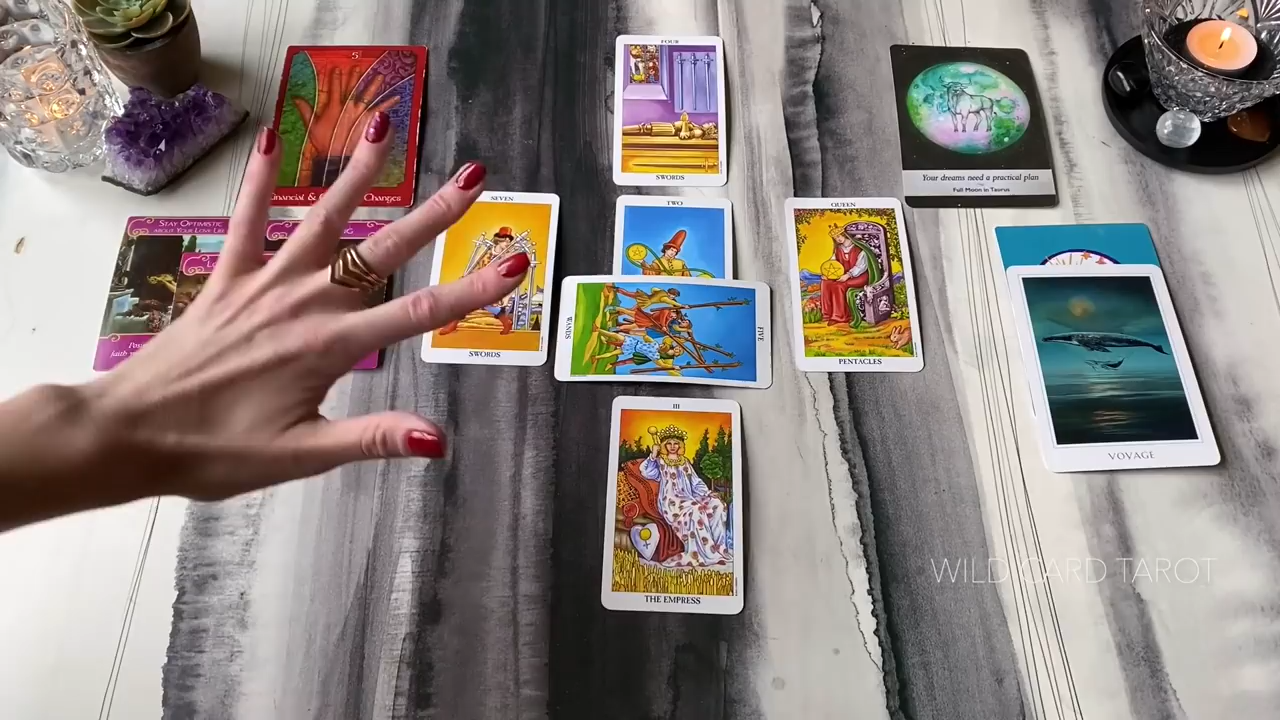 5
Financial &
Changes
FOUR
SWORDS
Your dreams need a practical plan
Full Moon in Taurus
STAY OPTIMISTIC
ABOUT YOUR LOVE LIFE
SEVEN
SWORDS
TWO
QUEEN
PENTACLES
WANDS
FIVE
VOYAGE
III
THE EMPRESS
WILD CARD TAROT